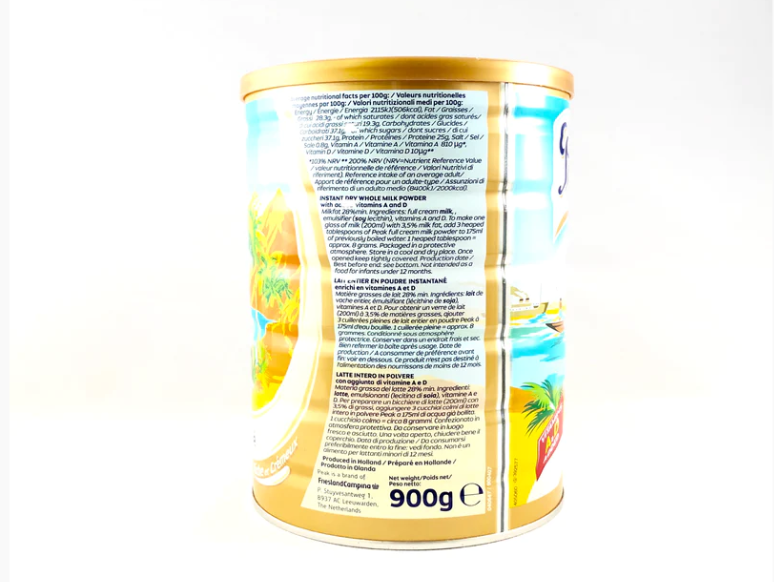 nutritional facts per 100g: / Valeurs nutritionelles
par 100g: / Valori nutritizionali medi per 100g:
Energy / Énergie / Energia 2115kJ(506kcal), Fat / Graisses /
28.3g, of which saturates / dont acides gras saturés/
19.3g, Carbohydrates / Glucides /
37.1g, which sugars / dont sucres / di cui
zuccheri 37.1g, Protein / Protéines / Proteine 25g, Salt / Sel /
Sale 0.8g, Vitamin A / Vitamine A / Vitamina A 810 µg*,
Vitamin D / Vitamine D / Vitamina D 10µg**
*103% NRV ** 200% NRV (NRV=Nutrient Reference Value
/ valeur nutritionnelle de référence / Valori Nutritivi di
riferimento). Reference intake of an average adult/
Apport de référence pour un adulte-type / Assunzioni di
riferimento di un adulto medio (8400kJ/2000kcal).
INSTANT DRY WHOLE MILK POWDER
with vitamins A and D
Milkfat 28%min. Ingredients: full cream milk,
emulsifier (soy lecithin), vitamins A and D. To make one
glass of milk (200ml) with 3,5% milk fat, add 3 heaped
tablespoons of Peak full cream milk powder to 175ml
of previously boiled water. 1 heaped tablespoon =
approx. 8 grams. Packaged in a protective
atmosphere. Store in a cool and dry place. Once
opened keep tightly covered. Production date /
Best before end: see bottom. Not intended as a
food for infants under 12 months.
LAIT ENTIER EN POUDRE INSTANTANÉ
enrichi en vitamines A et D
Matière grasses de lait 28% min. Ingrédients: lait de
vache entier, émulsifiant (lécithine de soja),
vitamines A et D. Pour obtenir un verre de lait
(200ml) à 3,5% de matières grasses, ajouter
3 cuillerées pleines de lait entier en poudre Peak à
175ml d'eau bouillie. 1 cuillerée pleine = approx. 8
grammes. Conditionné sous atmosphère
protectrice. Conserver dans un endroit frais et sec.
Bien refermer la boîte après usage. Date de
production / A consommer de préférence avant
fin: voir en dessous. Ce produit n'est pas destiné à
l'alimentation des nourrissons de moins de 12 mois.
LATTE INTERO IN POLVERE
con aggiunta di vitamine A e D
Materia grassa del latte 28% min. Ingredienti:
latte, emulsionanti (lecitina di soia), vitamine A e
D. Per preparare un bicchiere di latte (200ml) con
3,5% di grassi, aggiungere 3 cucchiai colmi di latte
intero in polvere Peak a 175ml di acqua già bollita.
1 cucchiaio colmo = circa 8 grammi. Confezionato in
atmosfera protettiva. Da conservare in luogo
fresco e asciutto. Una volta aperto, chiudere bene il
coperchio. Data di produzione / Da consumarsi
preferibilmente entro la fine: vedi fondo. Non è un
alimento per lattanti minori di 12 mesi.
Produced in Holland / Préparé en Hollande /
Prodotto in Olanda
Peak is a brand of
FrieslandCampina
P. Stuyvesantweg 1,
8937 AC Leeuwarden,
The Netherlands
Net weight/Poids net/
Peso netto:
900g e
et Crémeux